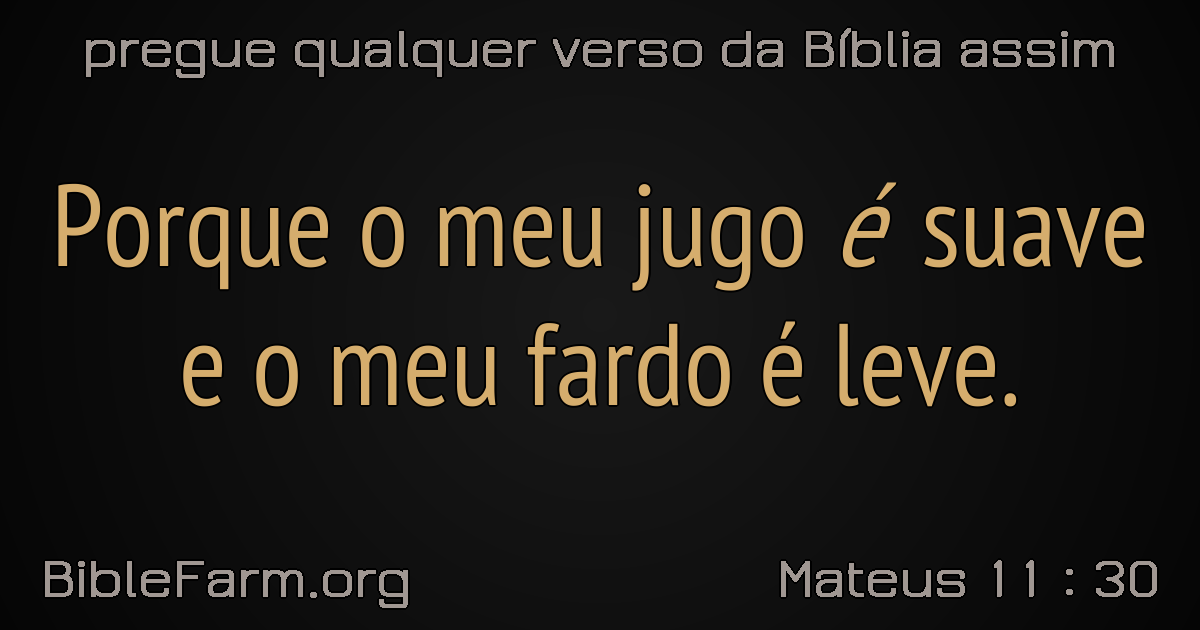 pregue qualquer verso da Bíblia assim
Porque o meu jugo é suave
e o meu fardo é leve.
BibleFarm.org
Mateus 11 : 30